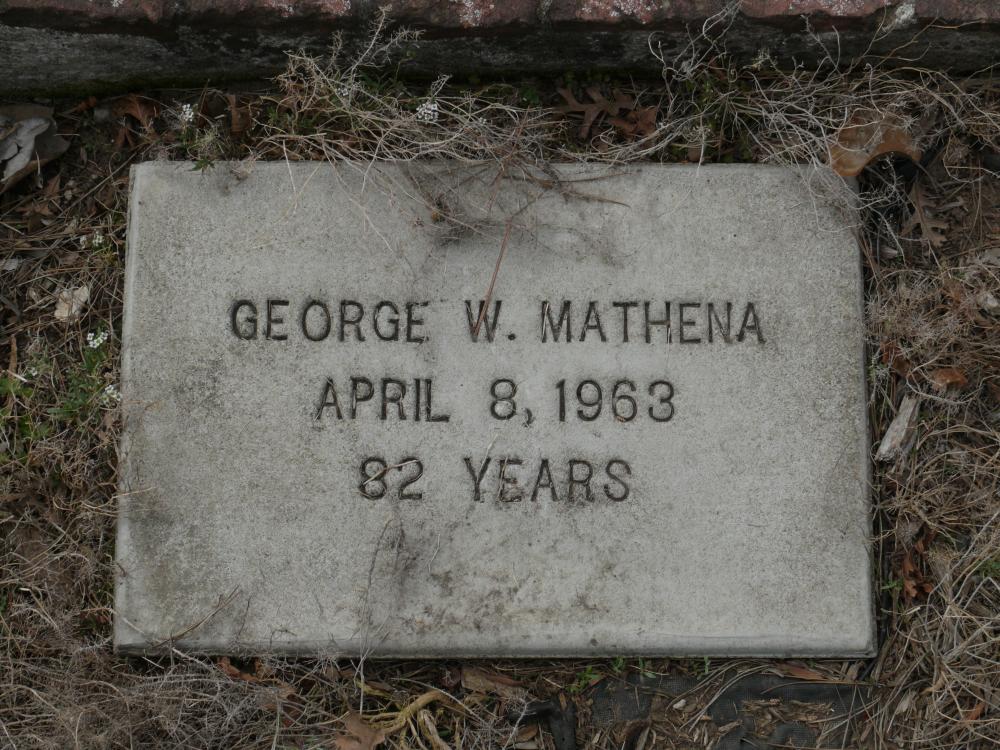 GEORGE W. MATHENA
APRIL 8, 1963
82 YEARS